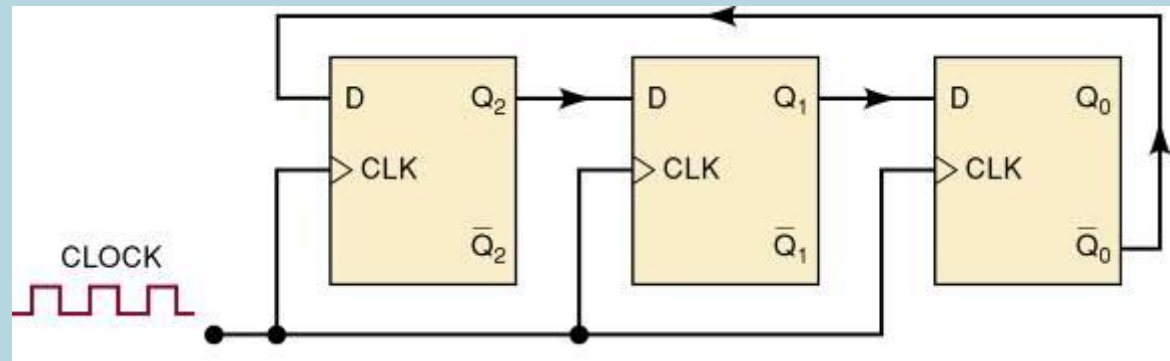 D Q₂ D Q₁ D Q₀
CLK CLK CLK
Q̅₂ Q̅₁ Q̅₀
CLOCK